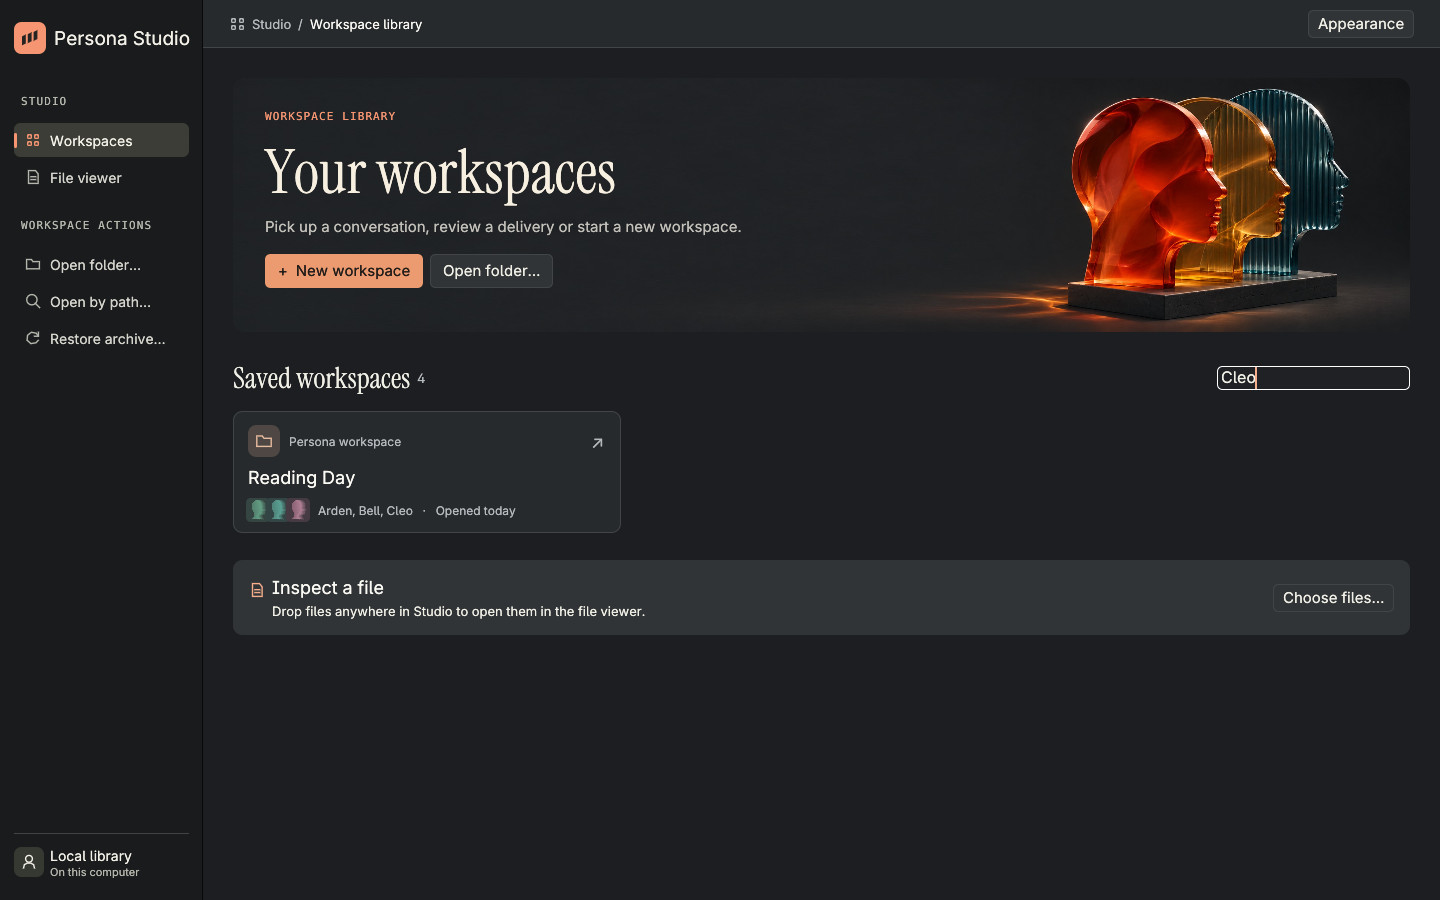 Persona Studio
STUDIO
Workspaces
File viewer
WORKSPACE ACTIONS
Open folder...
Open by path...
Restore archive...
Local library
On this computer
Studio / Workspace library
Appearance
WORKSPACE LIBRARY
Your workspaces
Pick up a conversation, review a delivery or start a new workspace.
+ New workspace
Open folder...
Saved workspaces 4
Cleo
Persona workspace
Reading Day
Arden, Bell, Cleo · Opened today
Inspect a file
Drop files anywhere in Studio to open them in the file viewer.
Choose files...